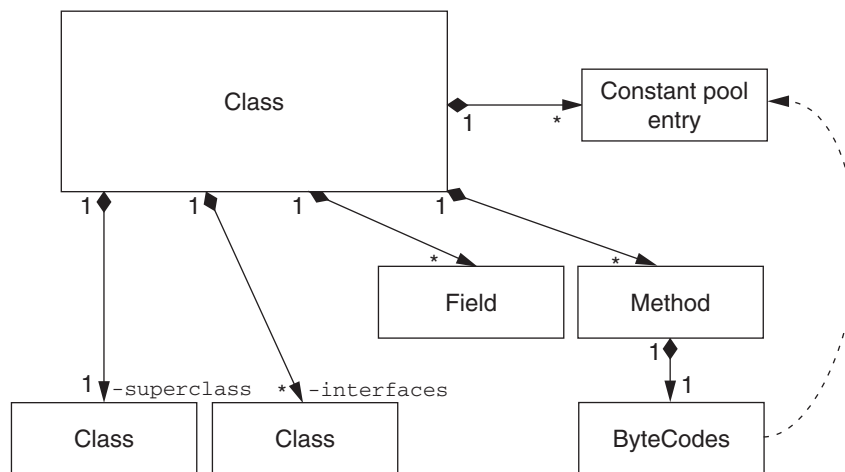 Class
Constant pool
entry
1
*
1
1
1
1
*
*
Field
Method
1
1
1
-superclass
*
-interfaces
Class
Class
ByteCodes